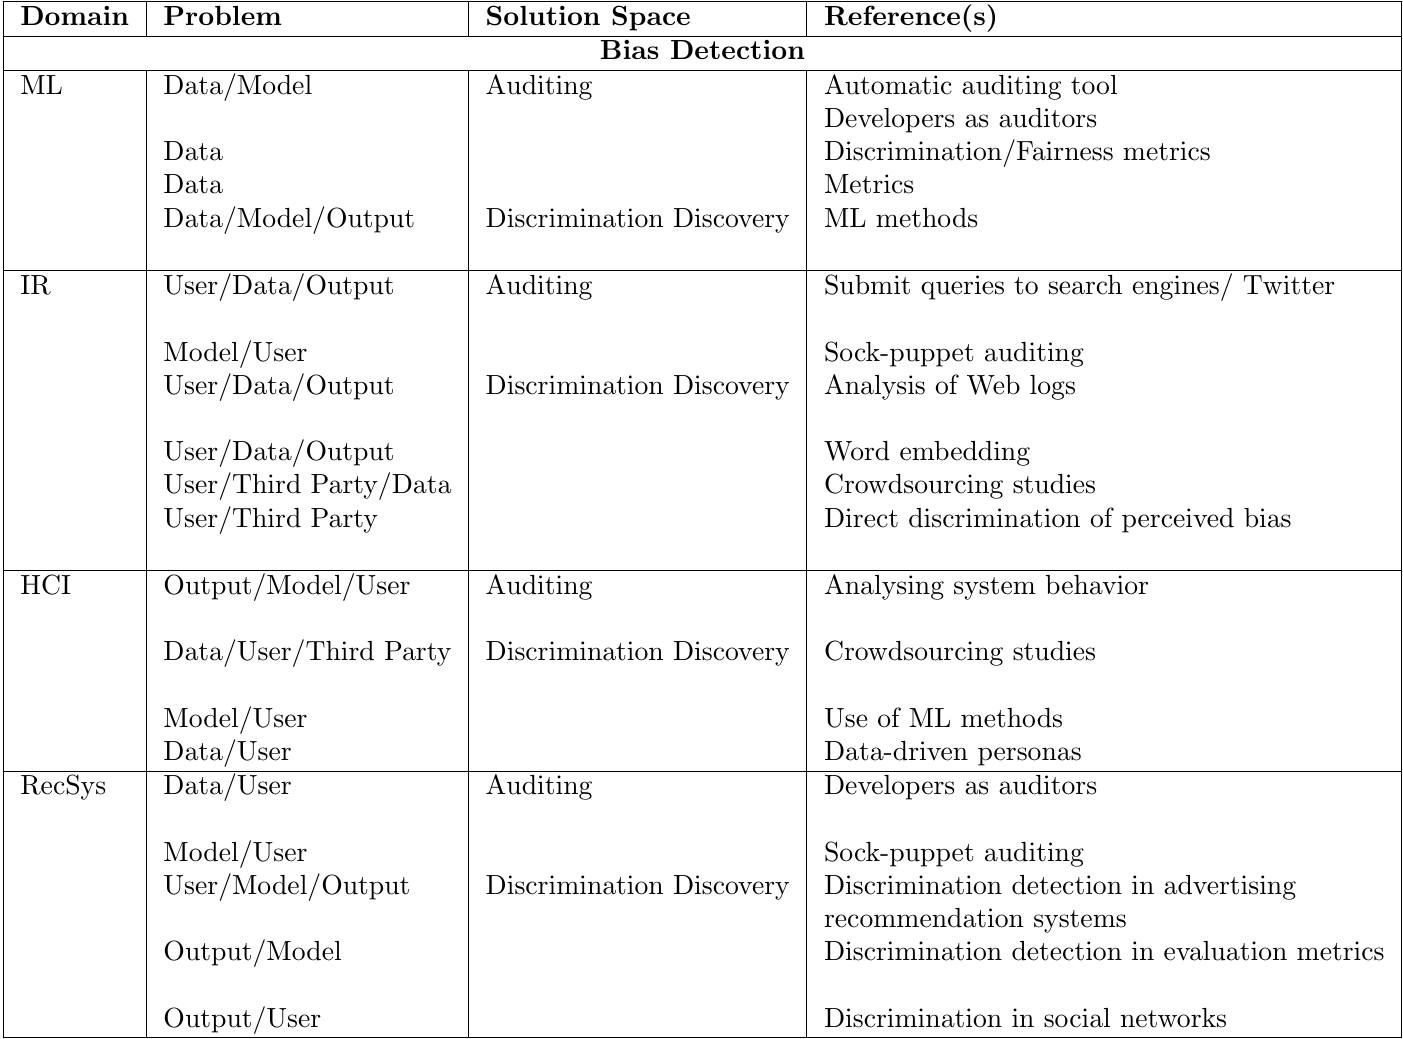 Domain Problem Solution Space Reference(s)
Bias Detection
ML Data/Model Auditing Automatic auditing tool
Developers as auditors
Data Discrimination/Fairness metrics
Data Metrics
Data/Model/Output Discrimination Discovery ML methods
IR User/Data/Output Auditing Submit queries to search engines/ Twitter
Model/User Sock-puppet auditing
User/Data/Output Discrimination Discovery Analysis of Web logs
User/Data/Output Word embedding
User/Third Party/Data Crowdsourcing studies
User/Third Party Direct discrimination of perceived bias
HCI Output/Model/User Auditing Analysing system behavior
Data/User/Third Party Discrimination Discovery Crowdsourcing studies
Model/User Use of ML methods
Data/User Data-driven personas
RecSys Data/User Auditing Developers as auditors
Model/User Sock-puppet auditing
User/Model/Output Discrimination Discovery Discrimination detection in advertising
recommendation systems
Output/Model Discrimination detection in evaluation metrics
Output/User Discrimination in social networks